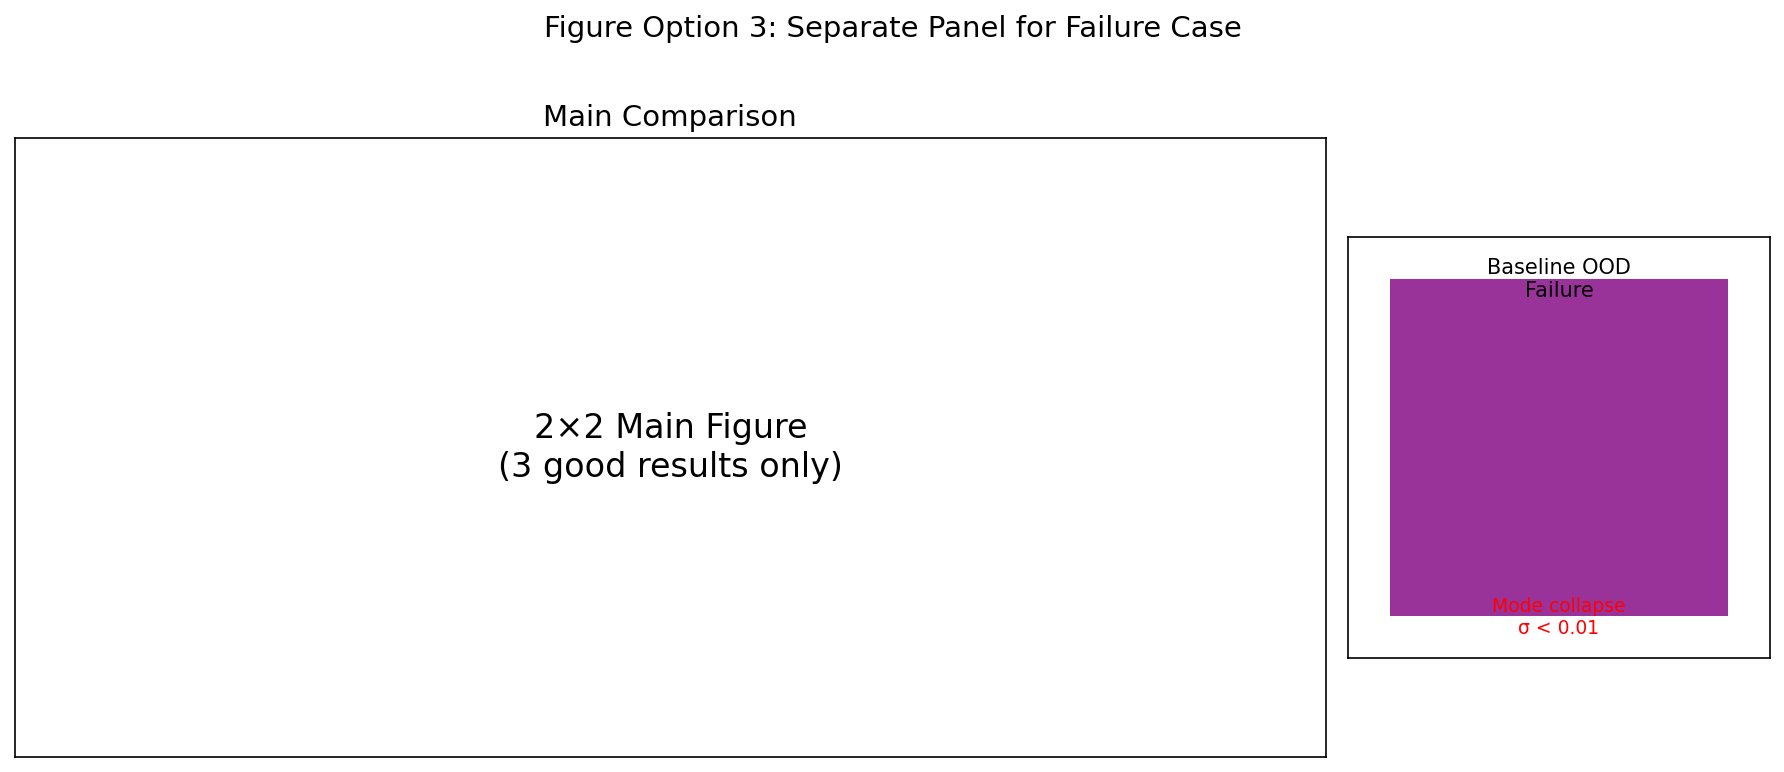 Figure Option 3: Separate Panel for Failure Case
Main Comparison
2×2 Main Figure
(3 good results only)
Baseline OOD
Failure
Mode collapse
σ < 0.01